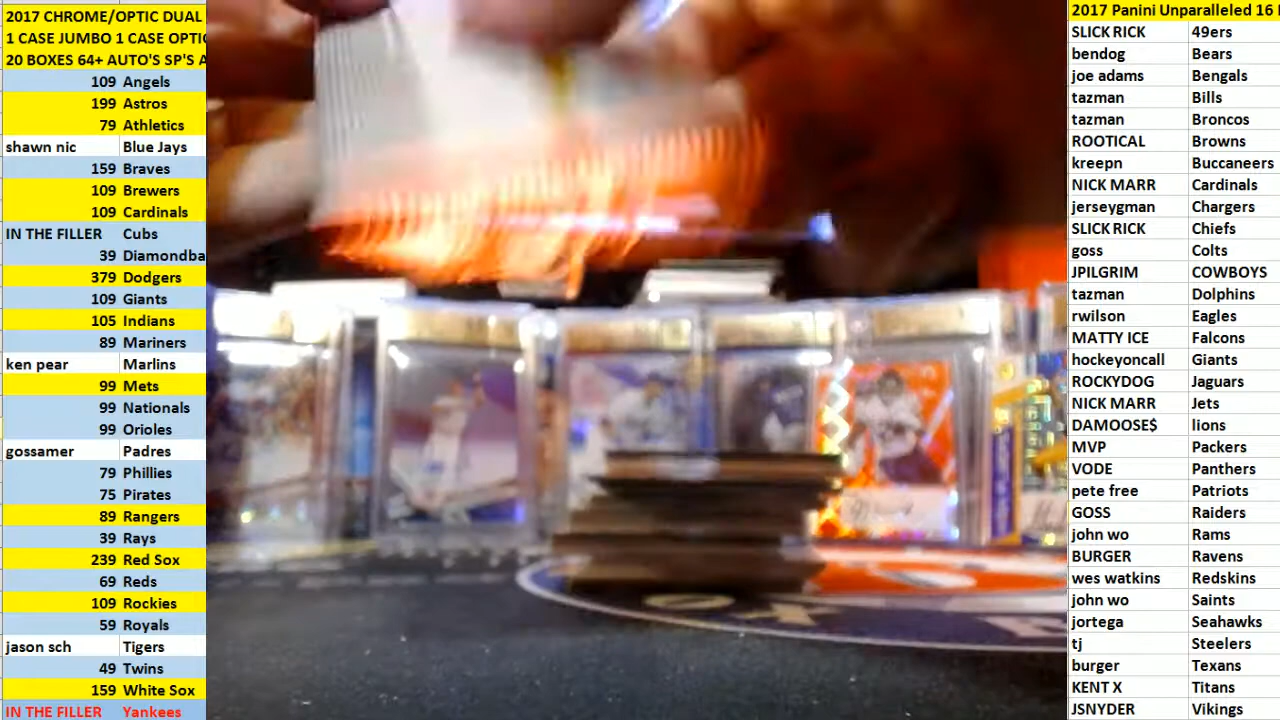 2017 CHROME/OPTIC DUAL
1 CASE JUMBO 1 CASE OPTIC
20 BOXES 64+ AUTO'S SP'S A
109 Angels
199 Astros
79 Athletics
shawn nic Blue Jays
159 Braves
109 Brewers
109 Cardinals
IN THE FILLER Cubs
39 Diamondba
379 Dodgers
109 Giants
105 Indians
89 Mariners
ken pear Marlins
99 Mets
99 Nationals
99 Orioles
gossamer Padres
79 Phillies
75 Pirates
89 Rangers
39 Rays
239 Red Sox
69 Reds
109 Rockies
59 Royals
jason sch Tigers
49 Twins
159 White Sox
IN THE FILLER Yankees
2017 Panini Unparalleled 16
SLICK RICK 49ers
bendog Bears
joe adams Bengals
tazman Bills
tazman Broncos
ROOTICAL Browns
kreepn Buccaneers
NICK MARR Cardinals
jerseygman Chargers
SLICK RICK Chiefs
goss Colts
JPILGRIM COWBOYS
tazman Dolphins
rwilson Eagles
MATTY ICE Falcons
hockeyoncall Giants
ROCKYDOG Jaguars
NICK MARR Jets
DAMOOSE$ lions
MVP Packers
VODE Panthers
pete free Patriots
GOSS Raiders
john wo Rams
BURGER Ravens
wes watkins Redskins
john wo Saints
jortega Seahawks
tj Steelers
burger Texans
KENT X Titans
JSNYDER Vikings